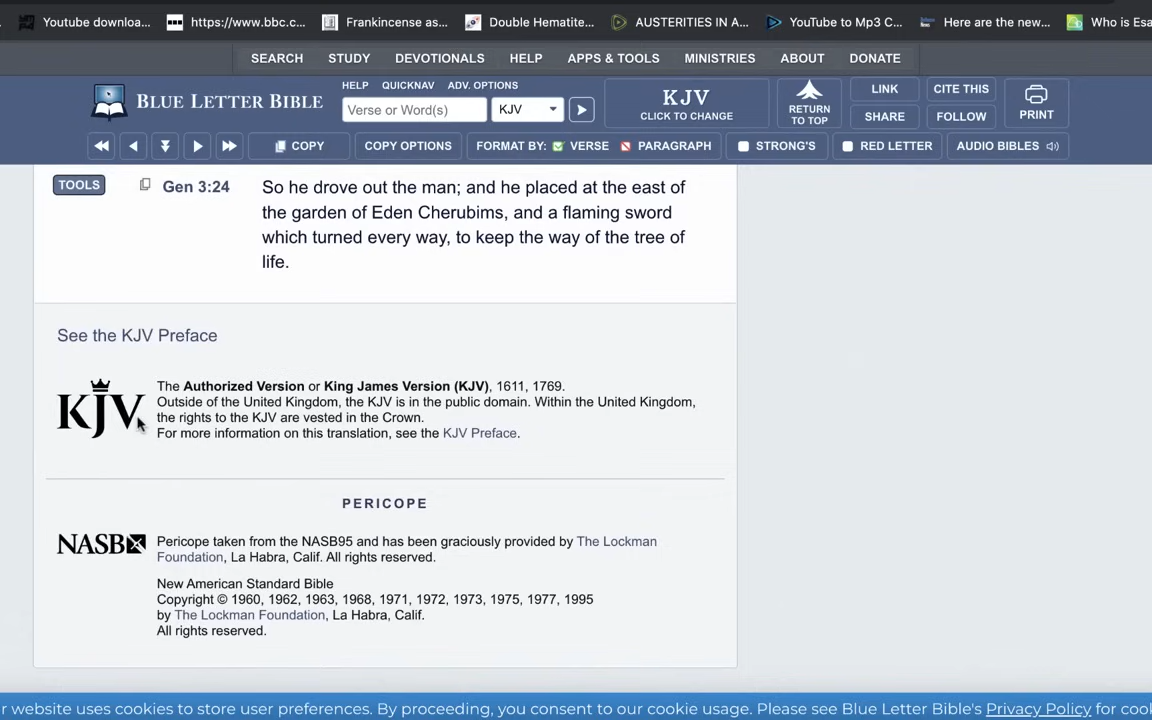 Youtube downloa...
https://www.bbc.c...
Frankincense as...
Double Hematite...
AUSTERITIES IN A...
YouTube to Mp3 C...
Here are the new...
Who is Esa
SEARCH STUDY DEVOTIONALS HELP APPS & TOOLS MINISTRIES ABOUT DONATE
BLUE LETTER BIBLE
HELP QUICKNAV ADV. OPTIONS
Verse or Word(s)
KJV
KJV
CLICK TO CHANGE
RETURN
TO TOP
LINK
CITE THIS
SHARE
FOLLOW
PRINT
COPY
COPY OPTIONS
FORMAT BY: VERSE PARAGRAPH
STRONG'S
RED LETTER
AUDIO BIBLES
TOOLS
Gen 3:24
So he drove out the man; and he placed at the east of
the garden of Eden Cherubims, and a flaming sword
which turned every way, to keep the way of the tree of
life.
See the KJV Preface
KJV
The Authorized Version or King James Version (KJV), 1611, 1769.
Outside of the United Kingdom, the KJV is in the public domain. Within the United Kingdom,
the rights to the KJV are vested in the Crown.
For more information on this translation, see the KJV Preface.
PERICOPE
NASB
Pericope taken from the NASB95 and has been graciously provided by The Lockman
Foundation, La Habra, Calif. All rights reserved.
New American Standard Bible
Copyright © 1960, 1962, 1963, 1968, 1971, 1972, 1973, 1975, 1977, 1995
by The Lockman Foundation, La Habra, Calif.
All rights reserved.
r website uses cookies to store user preferences. By proceeding, you consent to our cookie usage. Please see Blue Letter Bible's Privacy Policy for cook